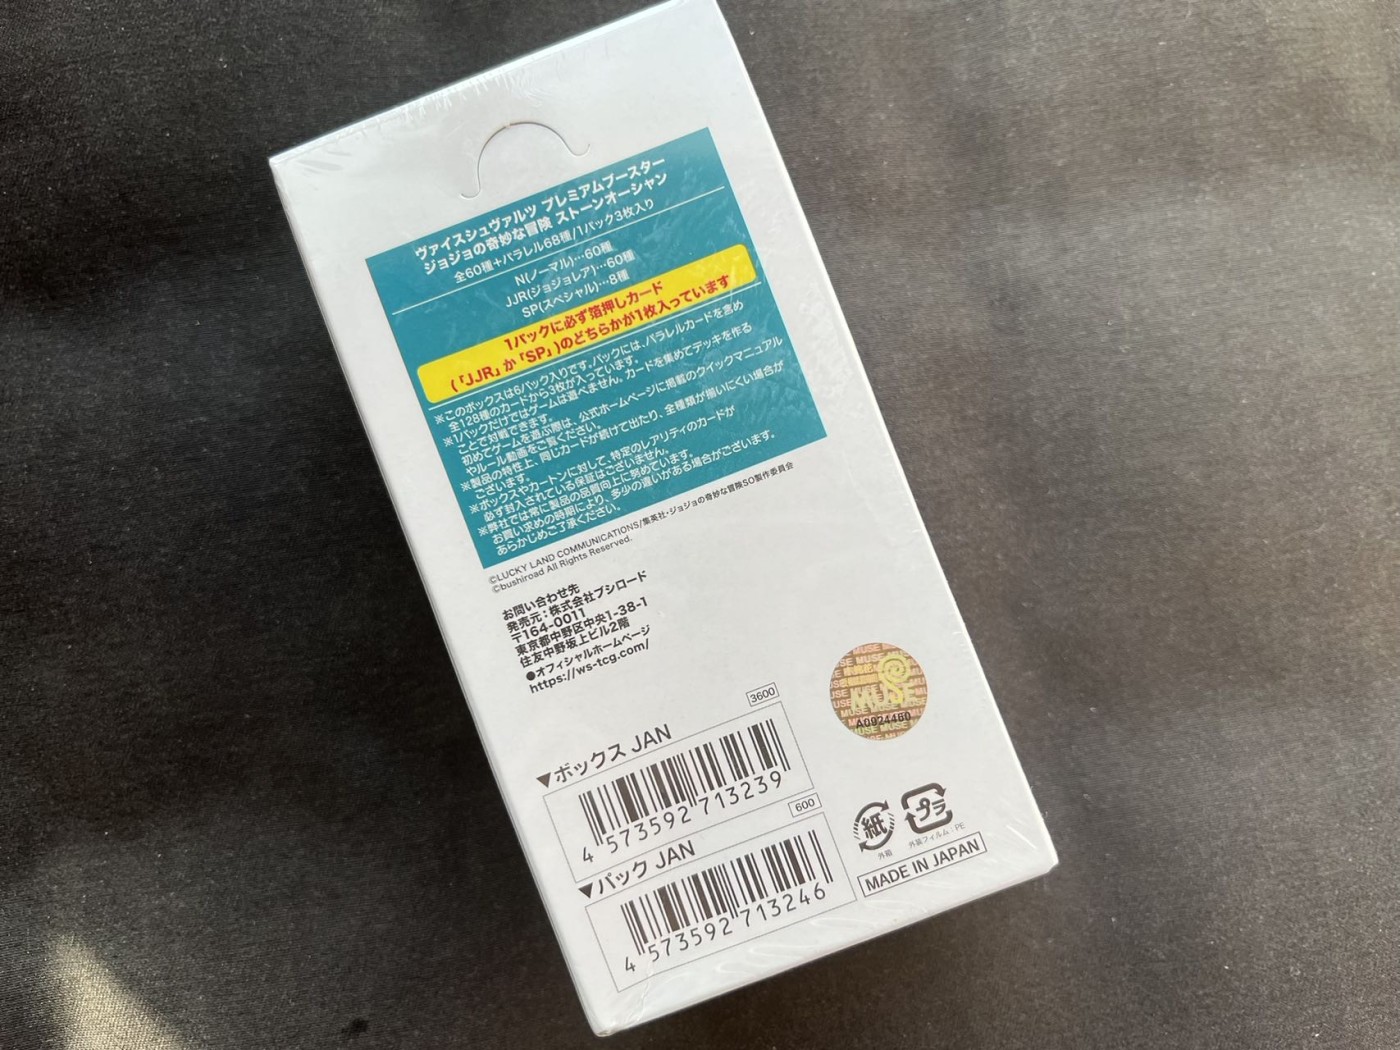 ヴァイスシュヴァルツ プレミアムブースター
ジョジョの奇妙な冒険 ストーンオーシャン
全60種+パラレル68種/1パック3枚入り
N(ノーマル)…60種
JJR(ジョジョレア)…60種
SP(スペシャル)…8種
1パックに必ず箔押しカード
(「JJR」か「SP」)のどちらかが1枚入っています
※このボックスは6パック入りです。パックには、パラレルカードを含め
全128種のカードから3枚が入っています。
※1パックだけではゲームは遊べません。カードを集めてデッキを作る
ことで対戦できます。
初めてゲームを遊ぶ際は、公式ホームページに掲載のクイックマニュアル
やルール動画をご覧ください。
※製品の特性上、同じカードが続けて出たり、全種類が揃いにくい場合が
ございます。
※ボックスやカートンに対して、特定のレアリティのカードが
必ず封入されている保証はございません。
※弊社では常に製品の品質向上に努めています。
お買い求めの時期により、多少の違いがある場合がございます。
あらかじめご了承ください。
©LUCKY LAND COMMUNICATIONS/集英社・ジョジョの奇妙な冒険SO製作委員会
©bushiroad All Rights Reserved.
お問い合わせ先
発売元:株式会社ブシロード
〒164-0011
東京都中野区中央1-38-1
住友中野坂上ビル2階
●オフィシャルホームページ
https://ws-tcg.com/
MUSE
A0924480
3600
▼ボックス JAN
4 573592 713239
600
▼パック JAN
4 573592 713246
紙
外箱
プラ
外装フィルム:PE
MADE IN JAPAN